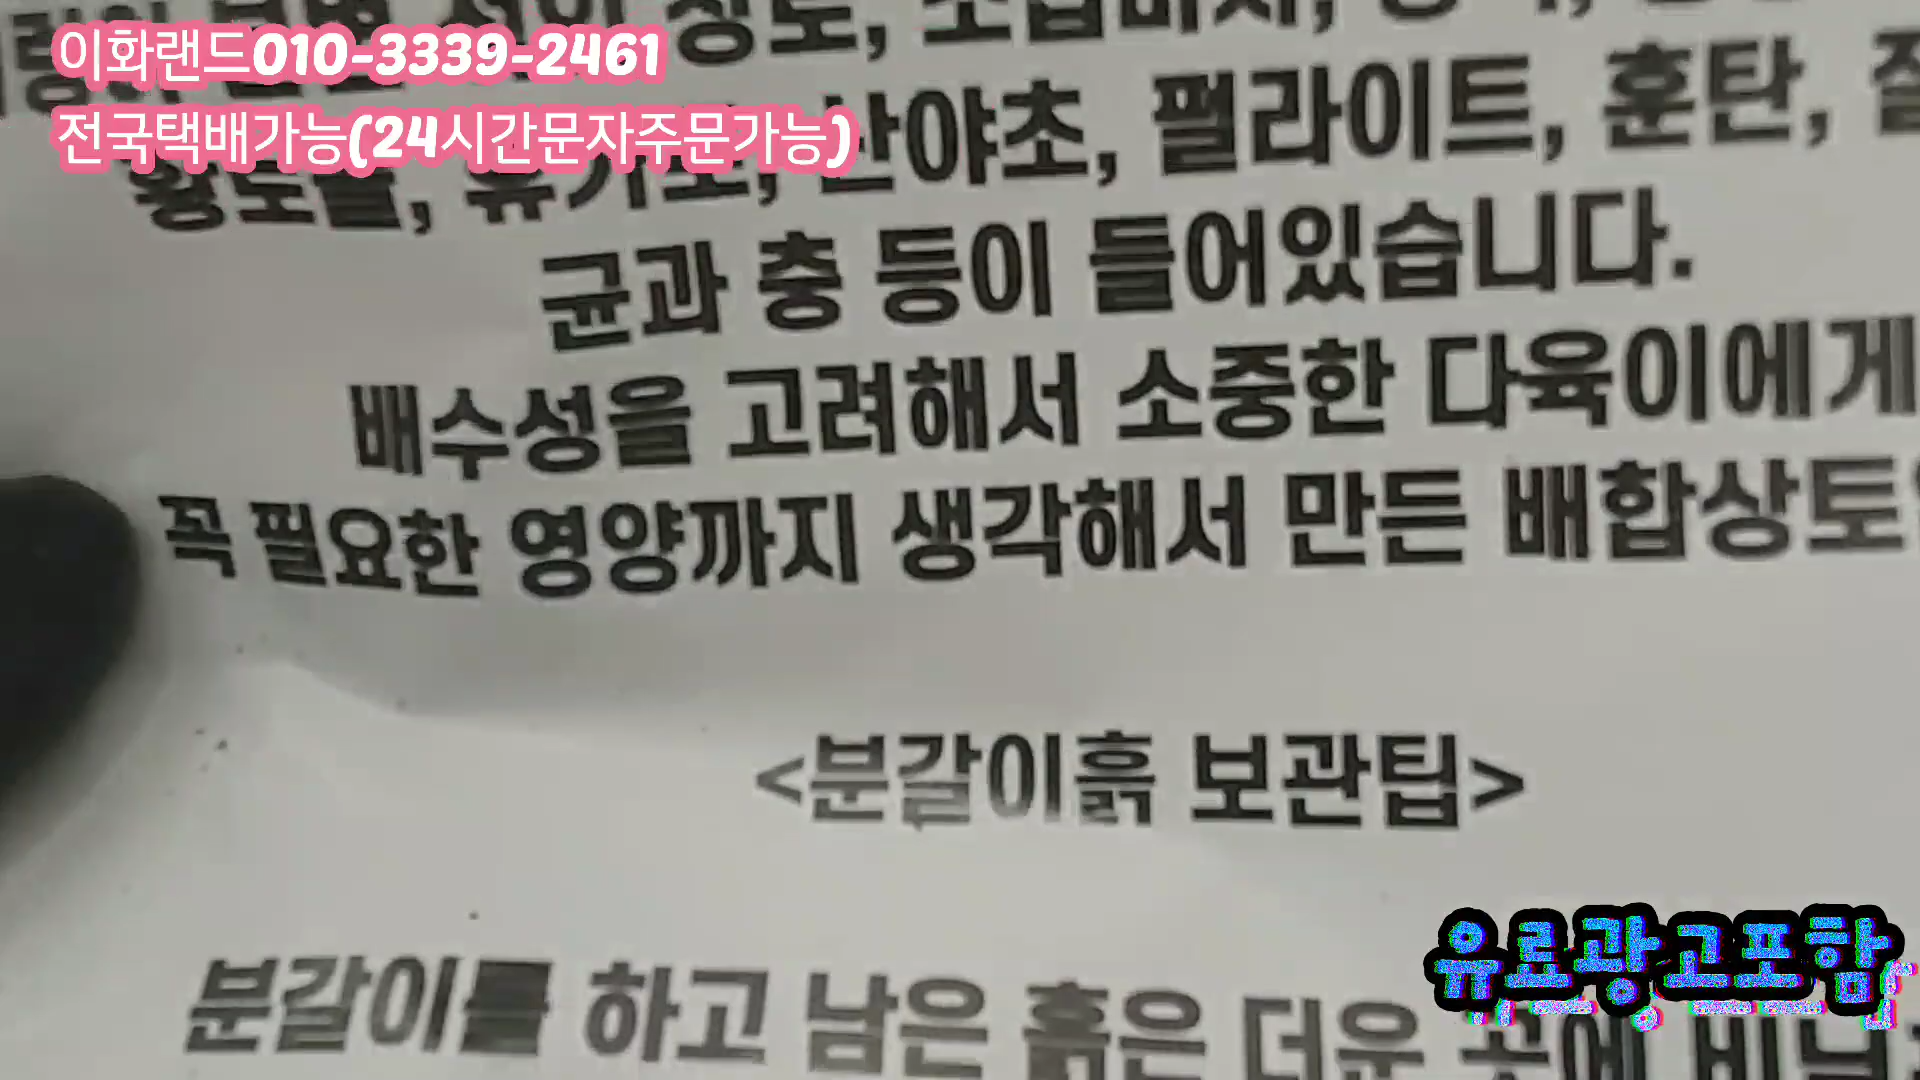 이화랜드010-3339-2461
전국택배가능(24시간문자주문가능)
산야초, 펄라이트, 훈탄,
균과 충 등이 들어있습니다.
배수성을 고려해서 소중한 다육이에게
꼭 필요한 영양까지 생각해서 만든 배합상토
<분갈이흙 보관팁>
분갈이를 하고 남은 흙은 더운 곳에
유료광고포함